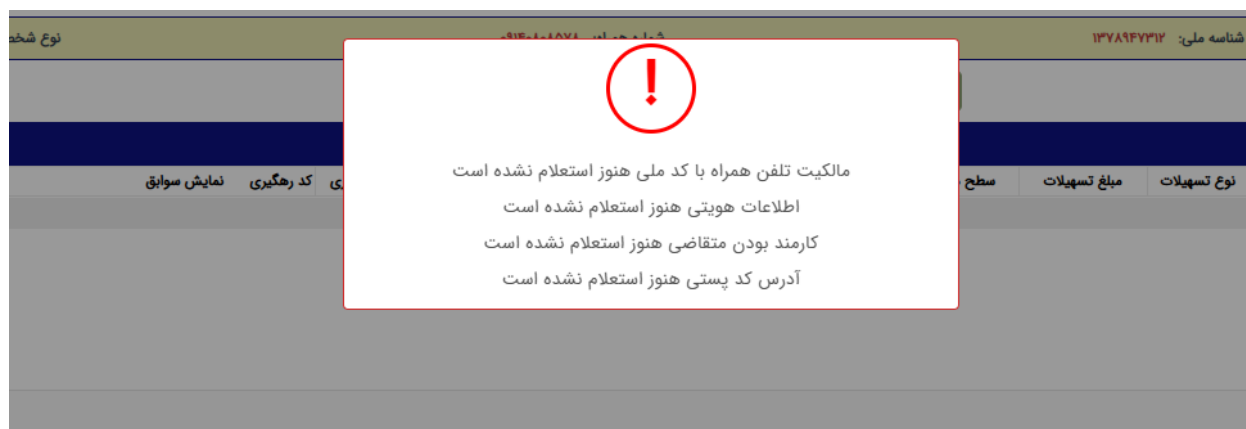 شناسه ملی: ۱۳۷۸۹۴۷۳۱۲
نوع
!
مالکیت تلفن همراه با کد ملی هنوز استعلام نشده است
اطلاعات هویتی هنوز استعلام نشده است
کارمند بودن متقاضی هنوز استعلام نشده است
آدرس کد پستی هنوز استعلام نشده است
نوع تسهیلات مبلغ تسهیلات سطح کد رهگیری نمایش سوابق